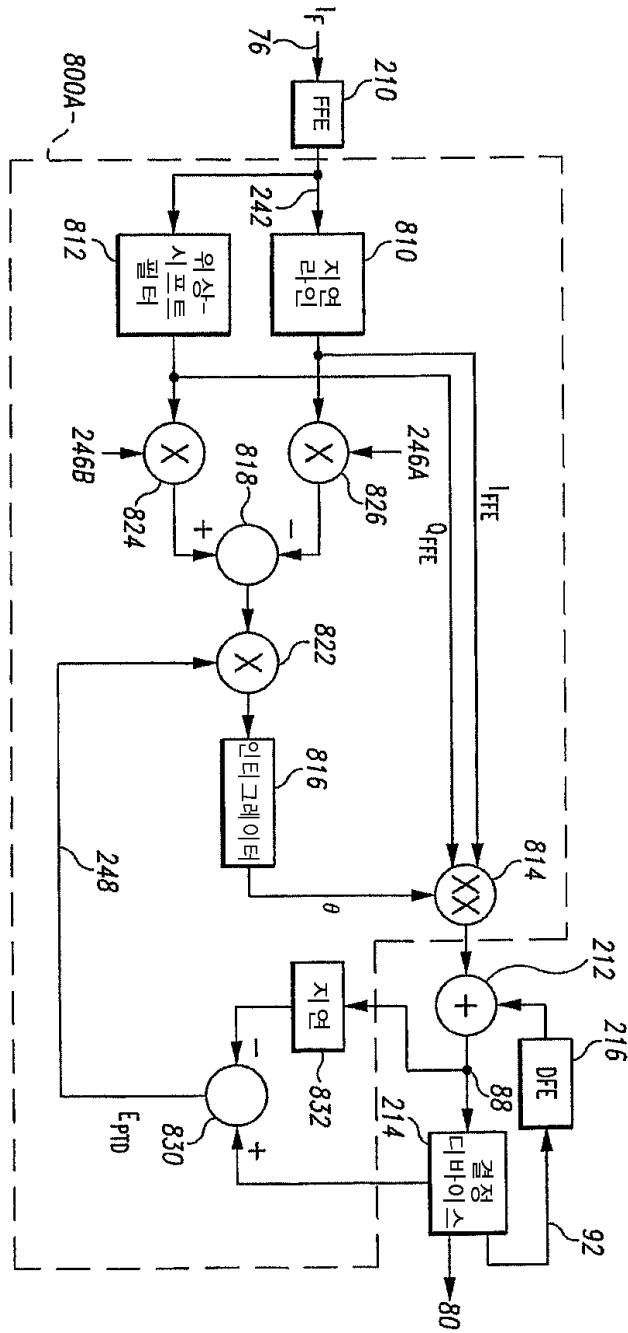 I_F
76
210
FFE
800A
242
812
위상-
시프트
필터
810
지연
라인
246B
824
246A
826
818
+
-
I_FFE
Q_FFE
X
X
822
X
816
인티그레이터
θ
248
814
XX
212
+
216
DFE
88
92
832
지연
214
결정
디바이스
80
-
+
830
E_PTD